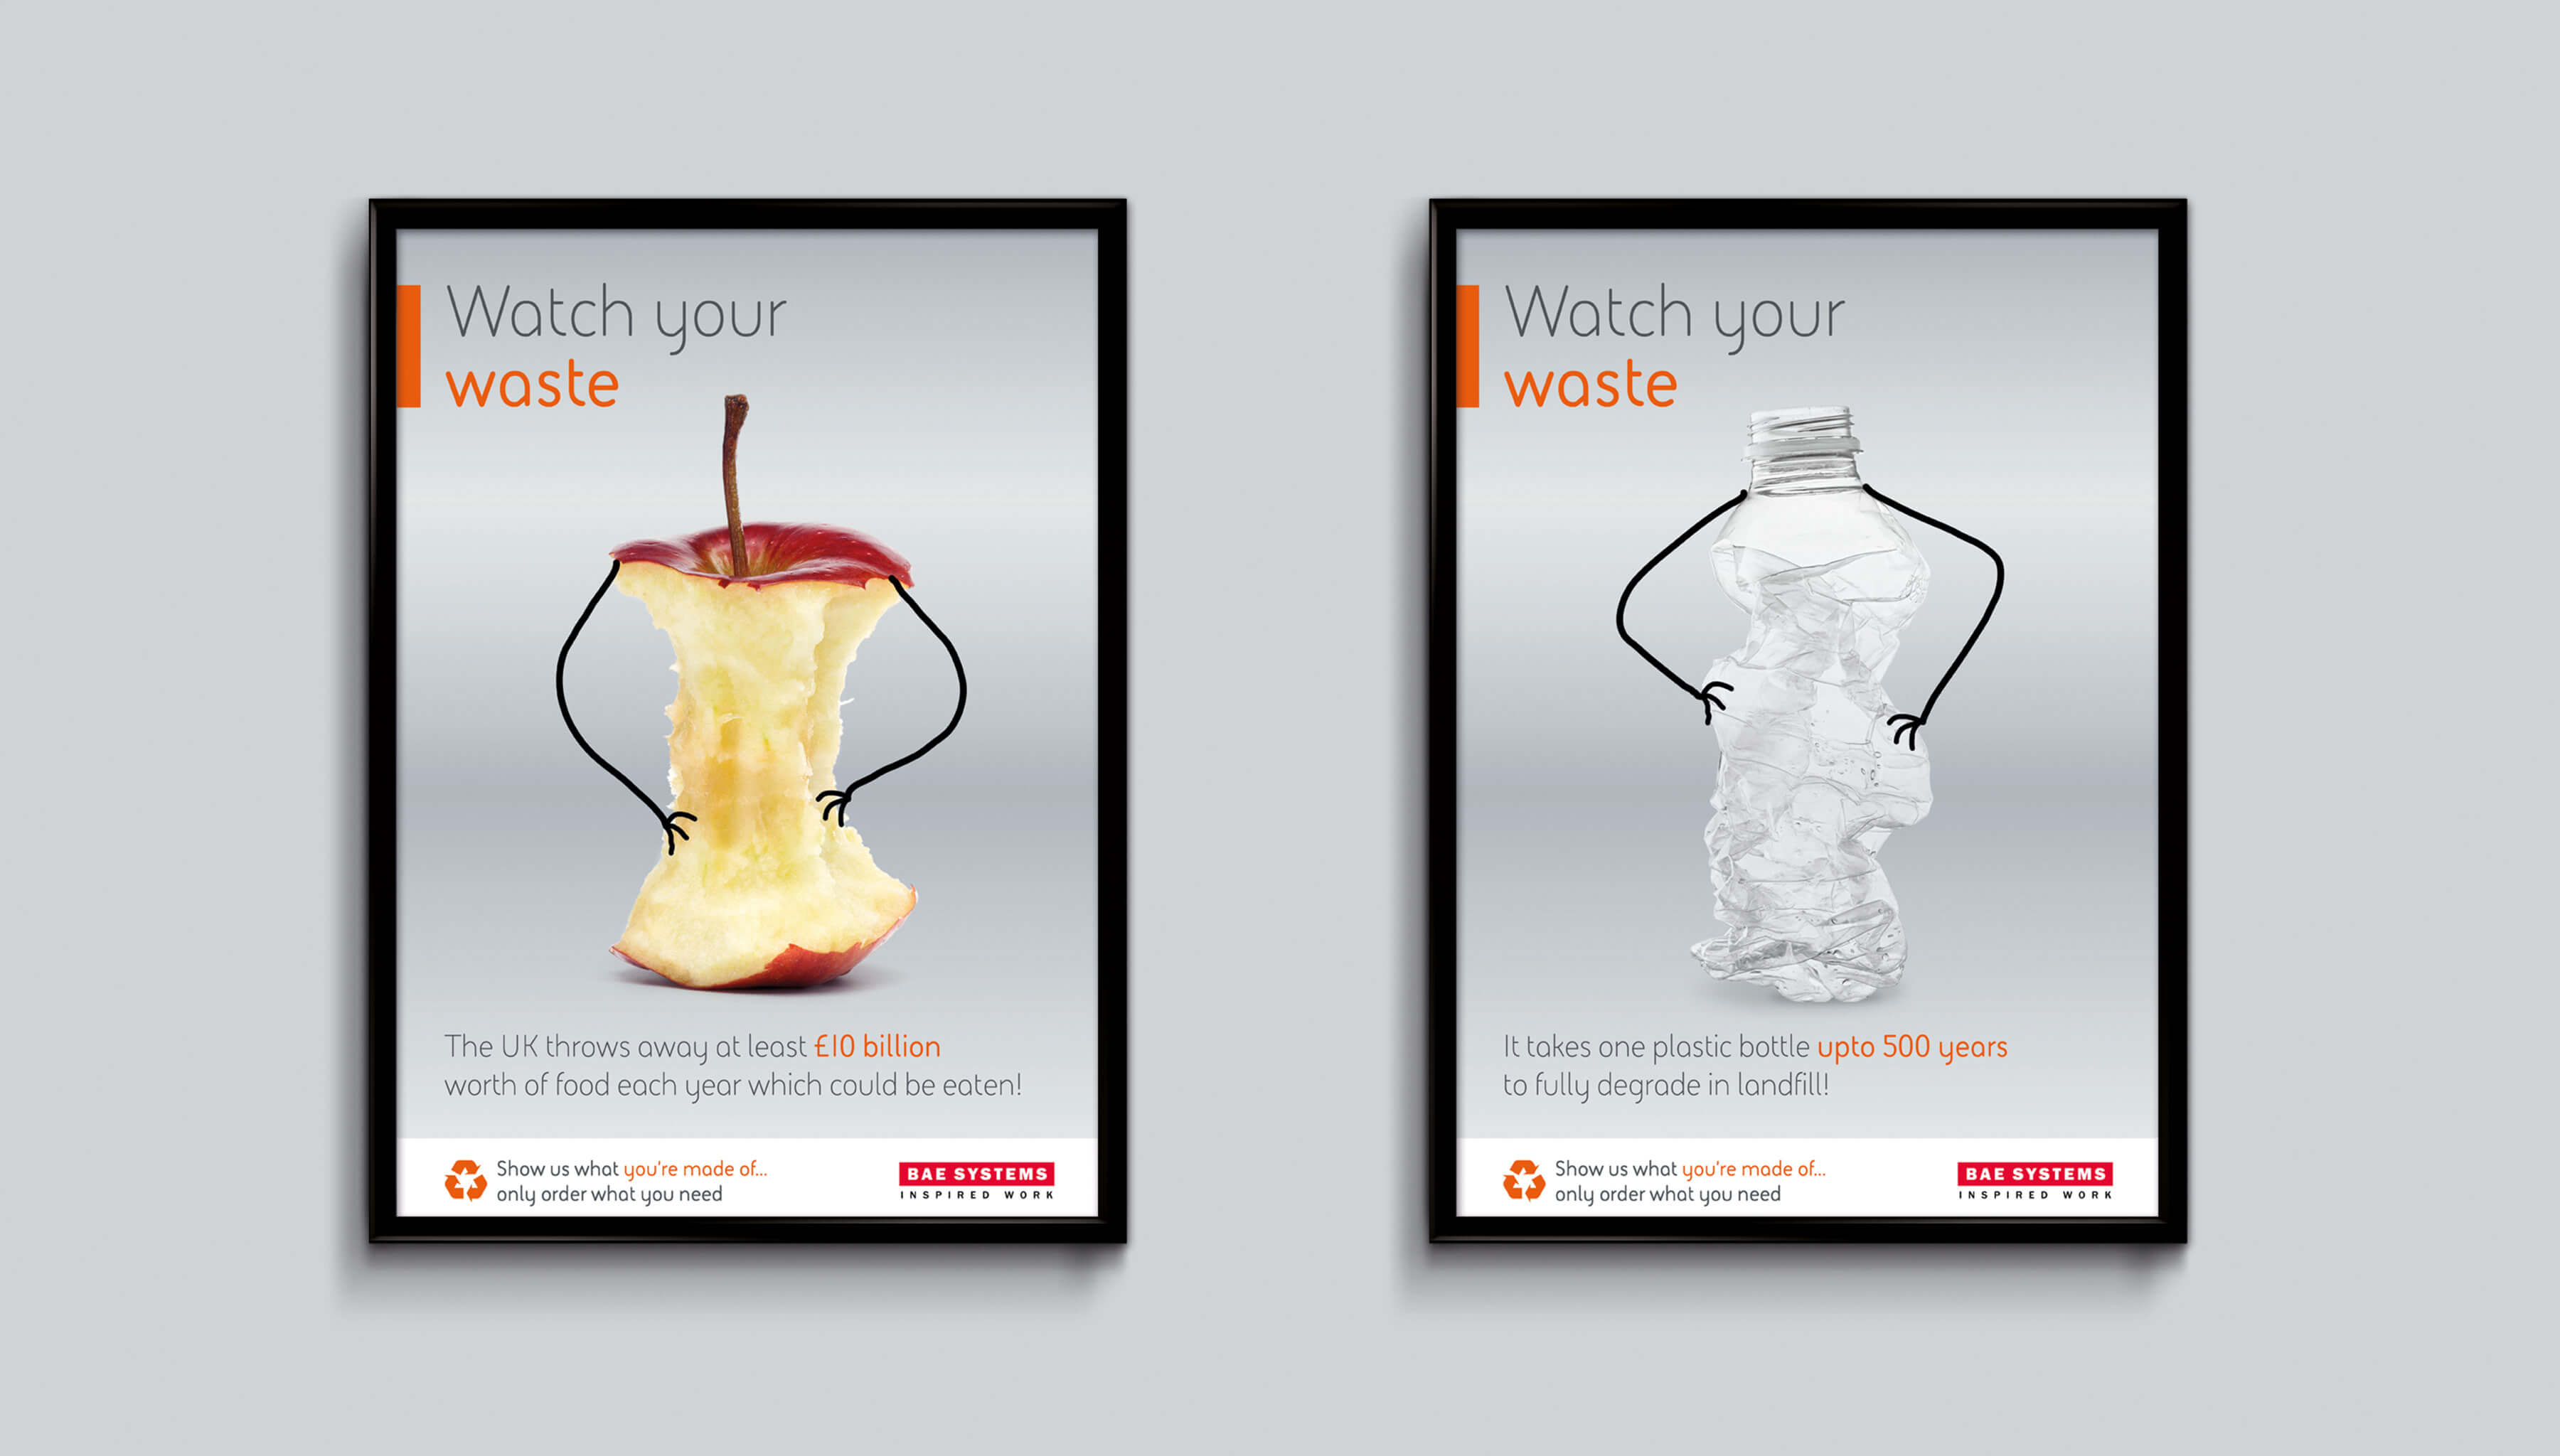 Watch your
waste
The UK throws away at least £10 billion
worth of food each year which could be eaten!
Show us what you're made of...
only order what you need
BAE SYSTEMS
INSPIRED WORK
Watch your
waste
It takes one plastic bottle upto 500 years
to fully degrade in landfill!
Show us what you're made of...
only order what you need
BAE SYSTEMS
INSPIRED WORK